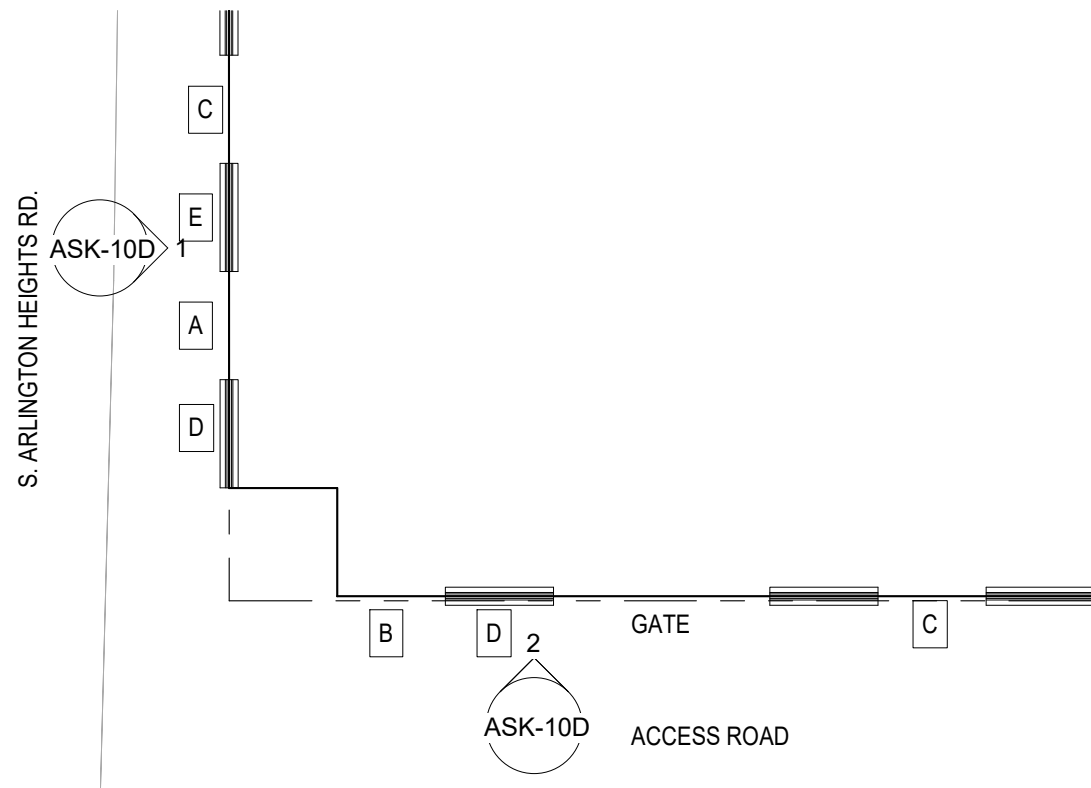 C
E
S. ARLINGTON HEIGHTS RD.
ASK-10D
1
A
D
B
D
GATE
C
2
ASK-10D
ACCESS ROAD